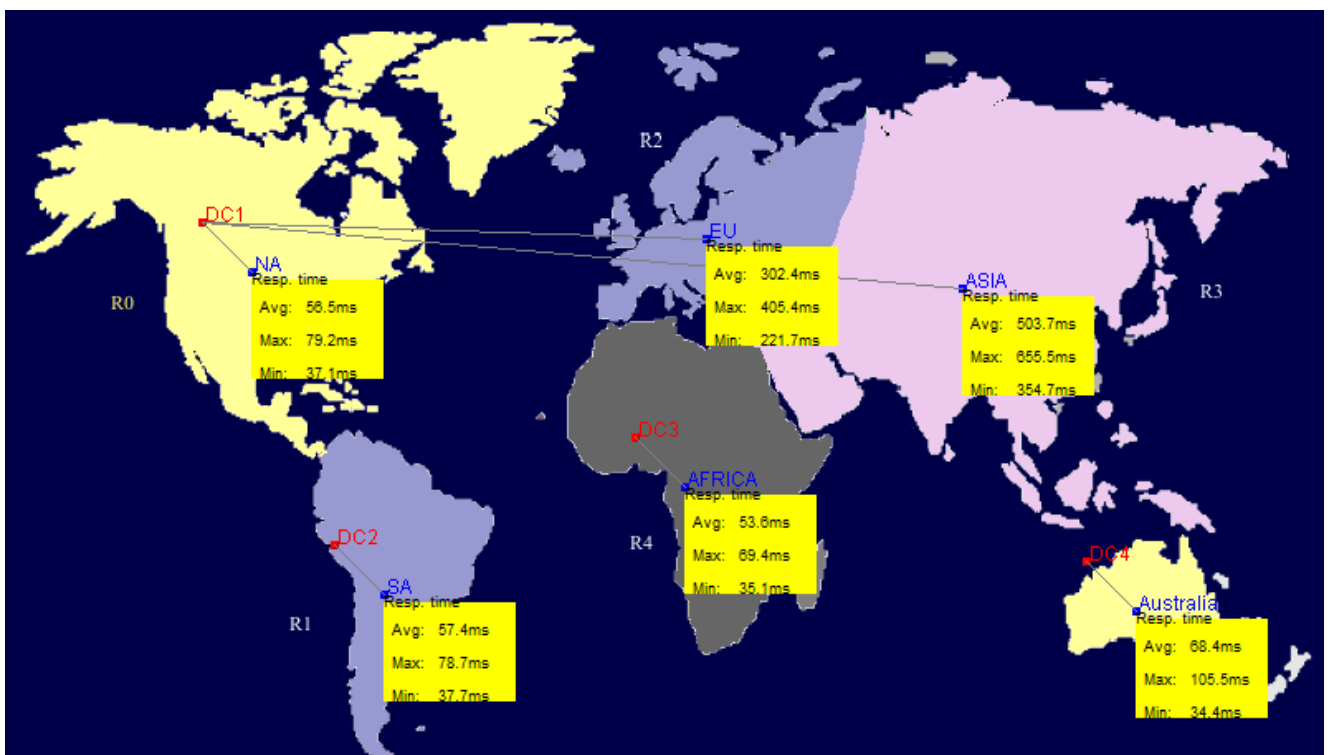 R2
DC1
EU
Resp. time
Avg: 302.4ms
Max: 405.4ms
Min: 221.7ms
NA
Resp. time
Avg: 56.5ms
Max: 79.2ms
Min: 37.1ms
R0
ASIA
Resp. time
Avg: 503.7ms
Max: 655.5ms
Min: 354.7ms
R3
DC3
AFRICA
Resp. time
Avg: 53.6ms
Max: 69.4ms
Min: 35.1ms
R4
DC2
SA
Resp. time
Avg: 57.4ms
Max: 78.7ms
Min: 37.7ms
R1
DC4
Australia
Resp. time
Avg: 68.4ms
Max: 105.5ms
Min: 34.4ms